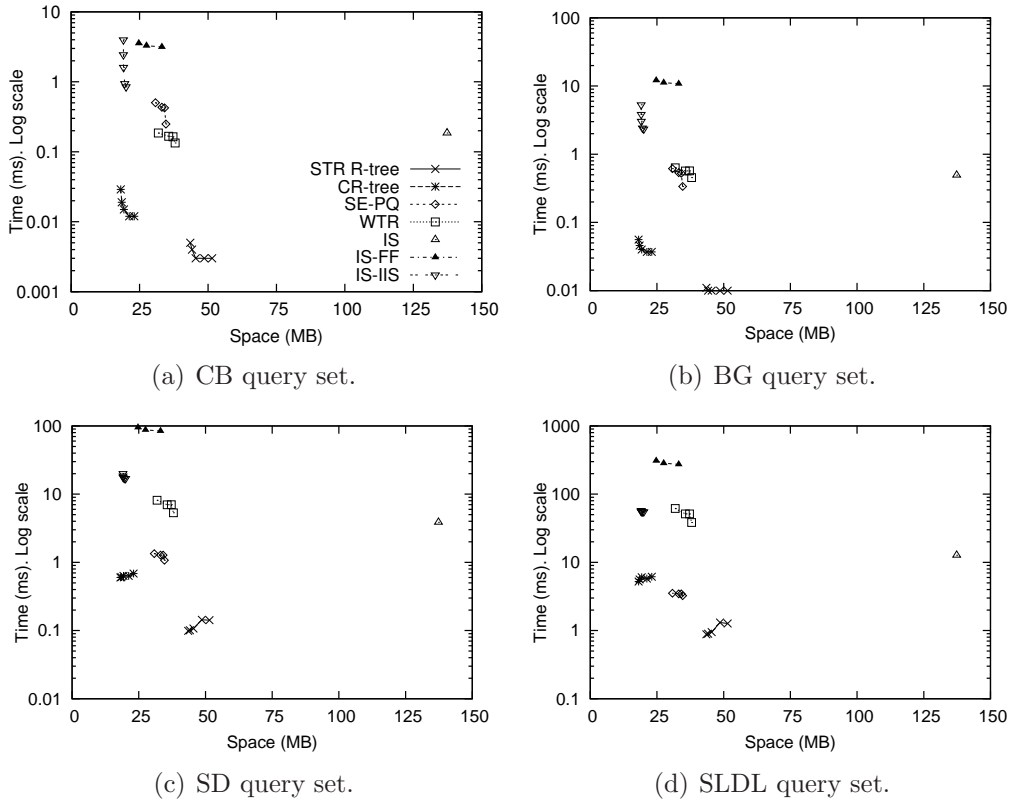 10
1
0.1
0.01
0.001
Time (ms). Log scale
0 25 50 75 100 125 150
Space (MB)
STR R-tree
CR-tree
SE-PQ
WTR
IS
IS-FF
IS-IIS
(a) CB query set.
100
10
1
0.1
0.01
Time (ms). Log scale
0 25 50 75 100 125 150
Space (MB)
(b) BG query set.
100
10
1
0.1
0.01
Time (ms). Log scale
0 25 50 75 100 125 150
Space (MB)
(c) SD query set.
1000
100
10
1
0.1
Time (ms). Log scale
0 25 50 75 100 125 150
Space (MB)
(d) SLDL query set.